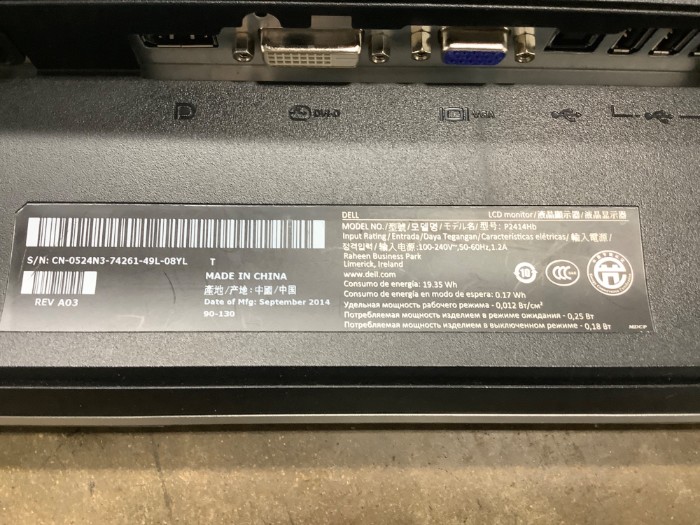 DVI-D
VGA
DELL
LCD monitor/液晶顯示器/液晶显示器
MODEL NO./型號/모델명/モデル名/型号: P2414Hb
Input Rating/Entrada/Daya Tegangan/Características elétricas/輸入電源/
정격입력/输入电源:100-240V~,50-60Hz,1.2A
Raheen Business Park
Limerick, Ireland
www.dell.com
Consumo de energía: 19.35 Wh
Consumo de energía en modo de espera: 0.17 Wh
Удельная мощность рабочего режима - 0,012 Вт/см²
Потребляемая мощность изделием в режиме ожидания - 0,25 Вт
Потребляемая мощность изделием в выключенном режиме - 0,18 Вт
S/N: CN-0524N3-74261-49L-08YL T
REV A03
MADE IN CHINA
產地/产地: 中國/中国
Date of Mfg: September 2014
90-130
10
CCC